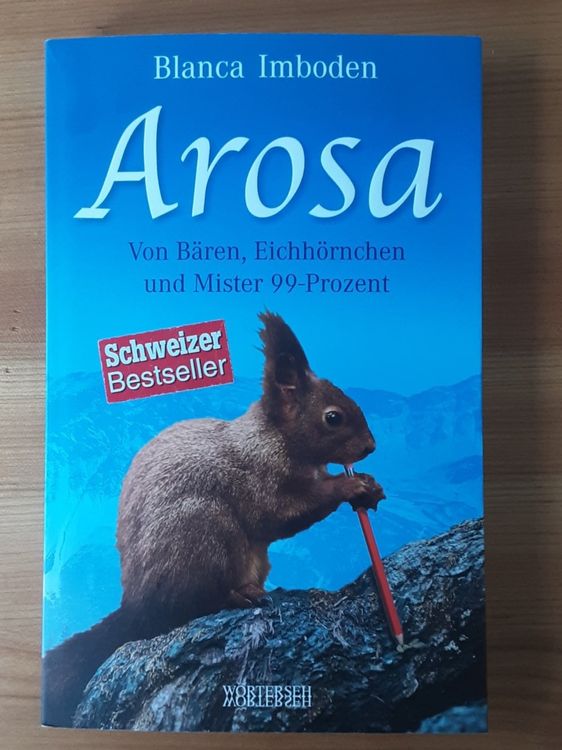 Blanca Imboden
Arosa
Von Bären, Eichhörnchen
und Mister 99-Prozent
Schweizer
Bestseller
WÖRTERSEH